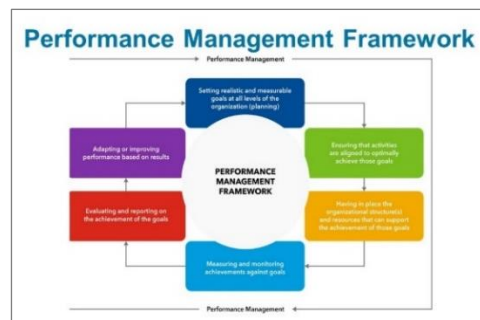 Performance Management Framework
Performance Management
Setting realistic and measurable
goals at all levels of the
organization (planning)
Ensuring that activities
are aligned to optimally
achieve those goals
Having in place the
organisational structure(s)
and resources that can support
the achievement of those goals
Measuring and monitoring
achievements against goals
Evaluating and reporting on
the achievement of the goals
Adapting or improving
performance based on results
PERFORMANCE
MANAGEMENT
FRAMEWORK
Performance Management